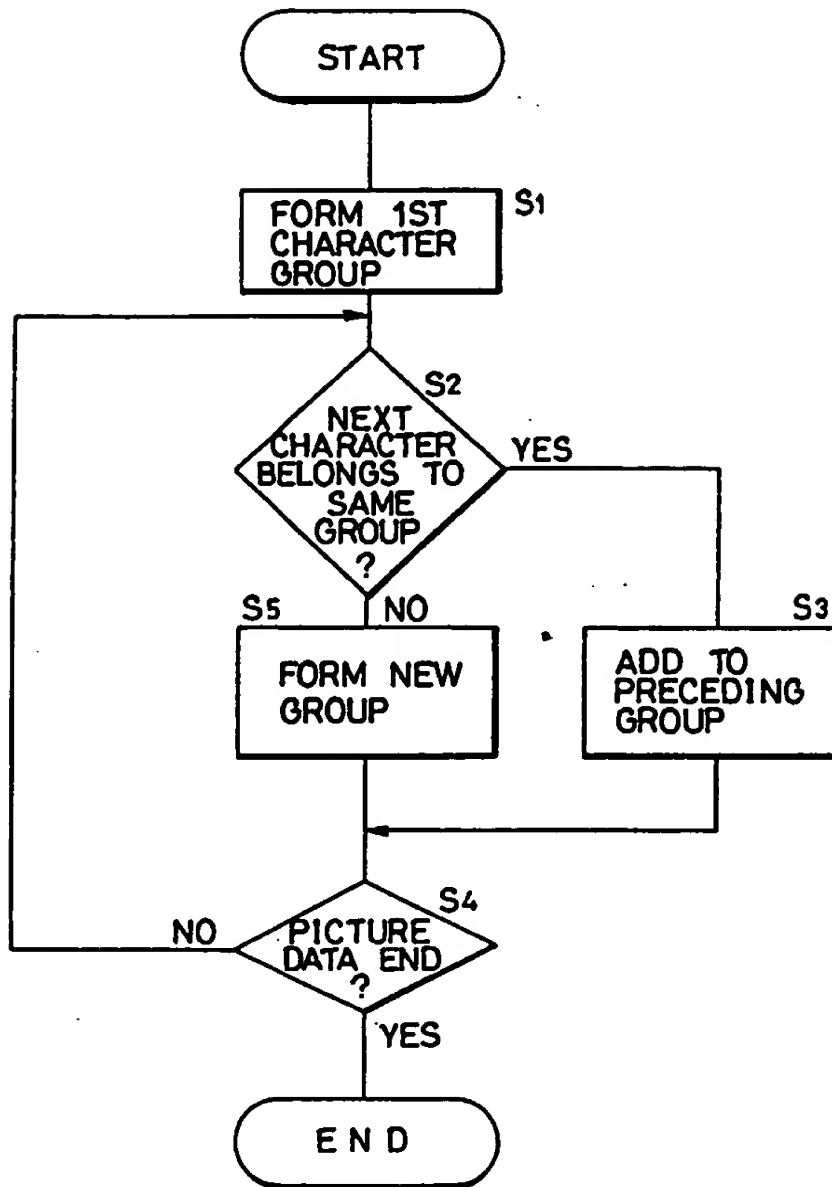 START
S1
FORM 1ST
CHARACTER
GROUP
S2
NEXT
CHARACTER
BELONGS TO
SAME
GROUP
?
YES
NO
S5
FORM NEW
GROUP
S3
ADD TO
PRECEDING
GROUP
S4
PICTURE
DATA END
?
NO
YES
END